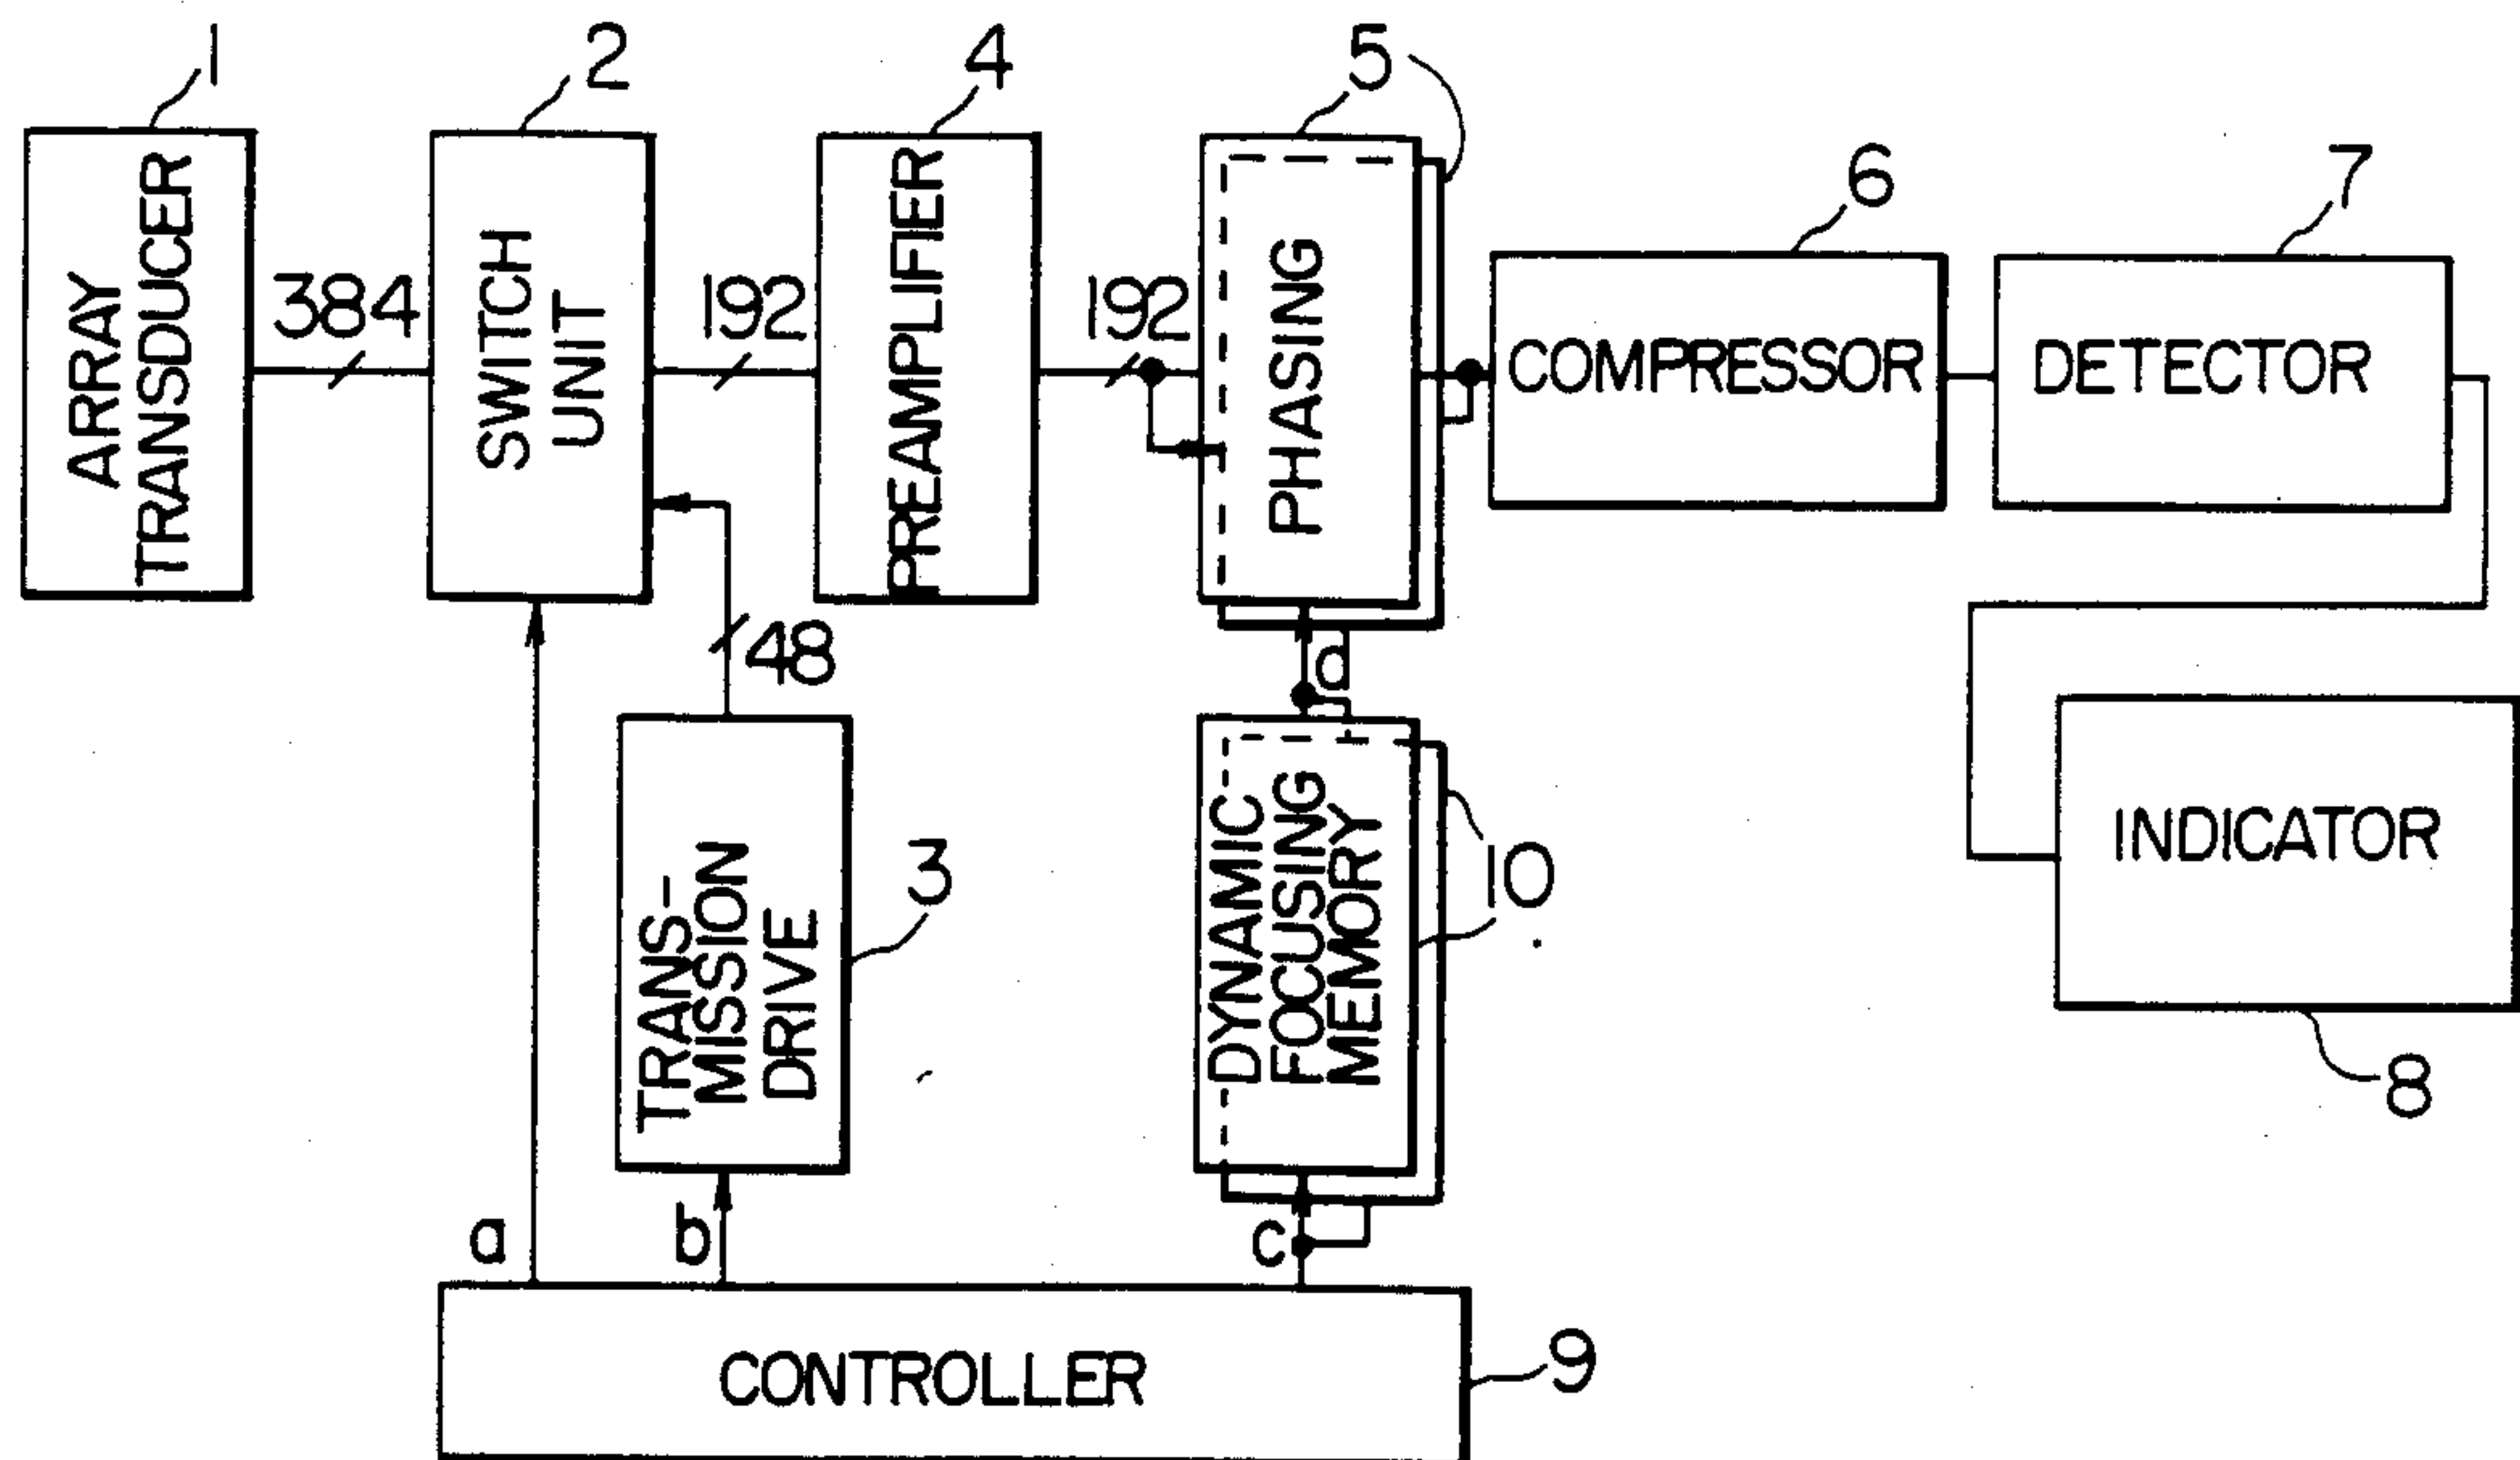 1
2
4
5
6
7
ARRAY
TRANSDUCER
384
SWITCH
UNIT
192
PREAMPLIFIER
192
PHASING
COMPRESSOR
DETECTOR
48
d
TRANS-
MISSION
DRIVE
3
DYNAMIC
FOCUSING
MEMORY
10
INDICATOR
8
a
b
c
CONTROLLER
9